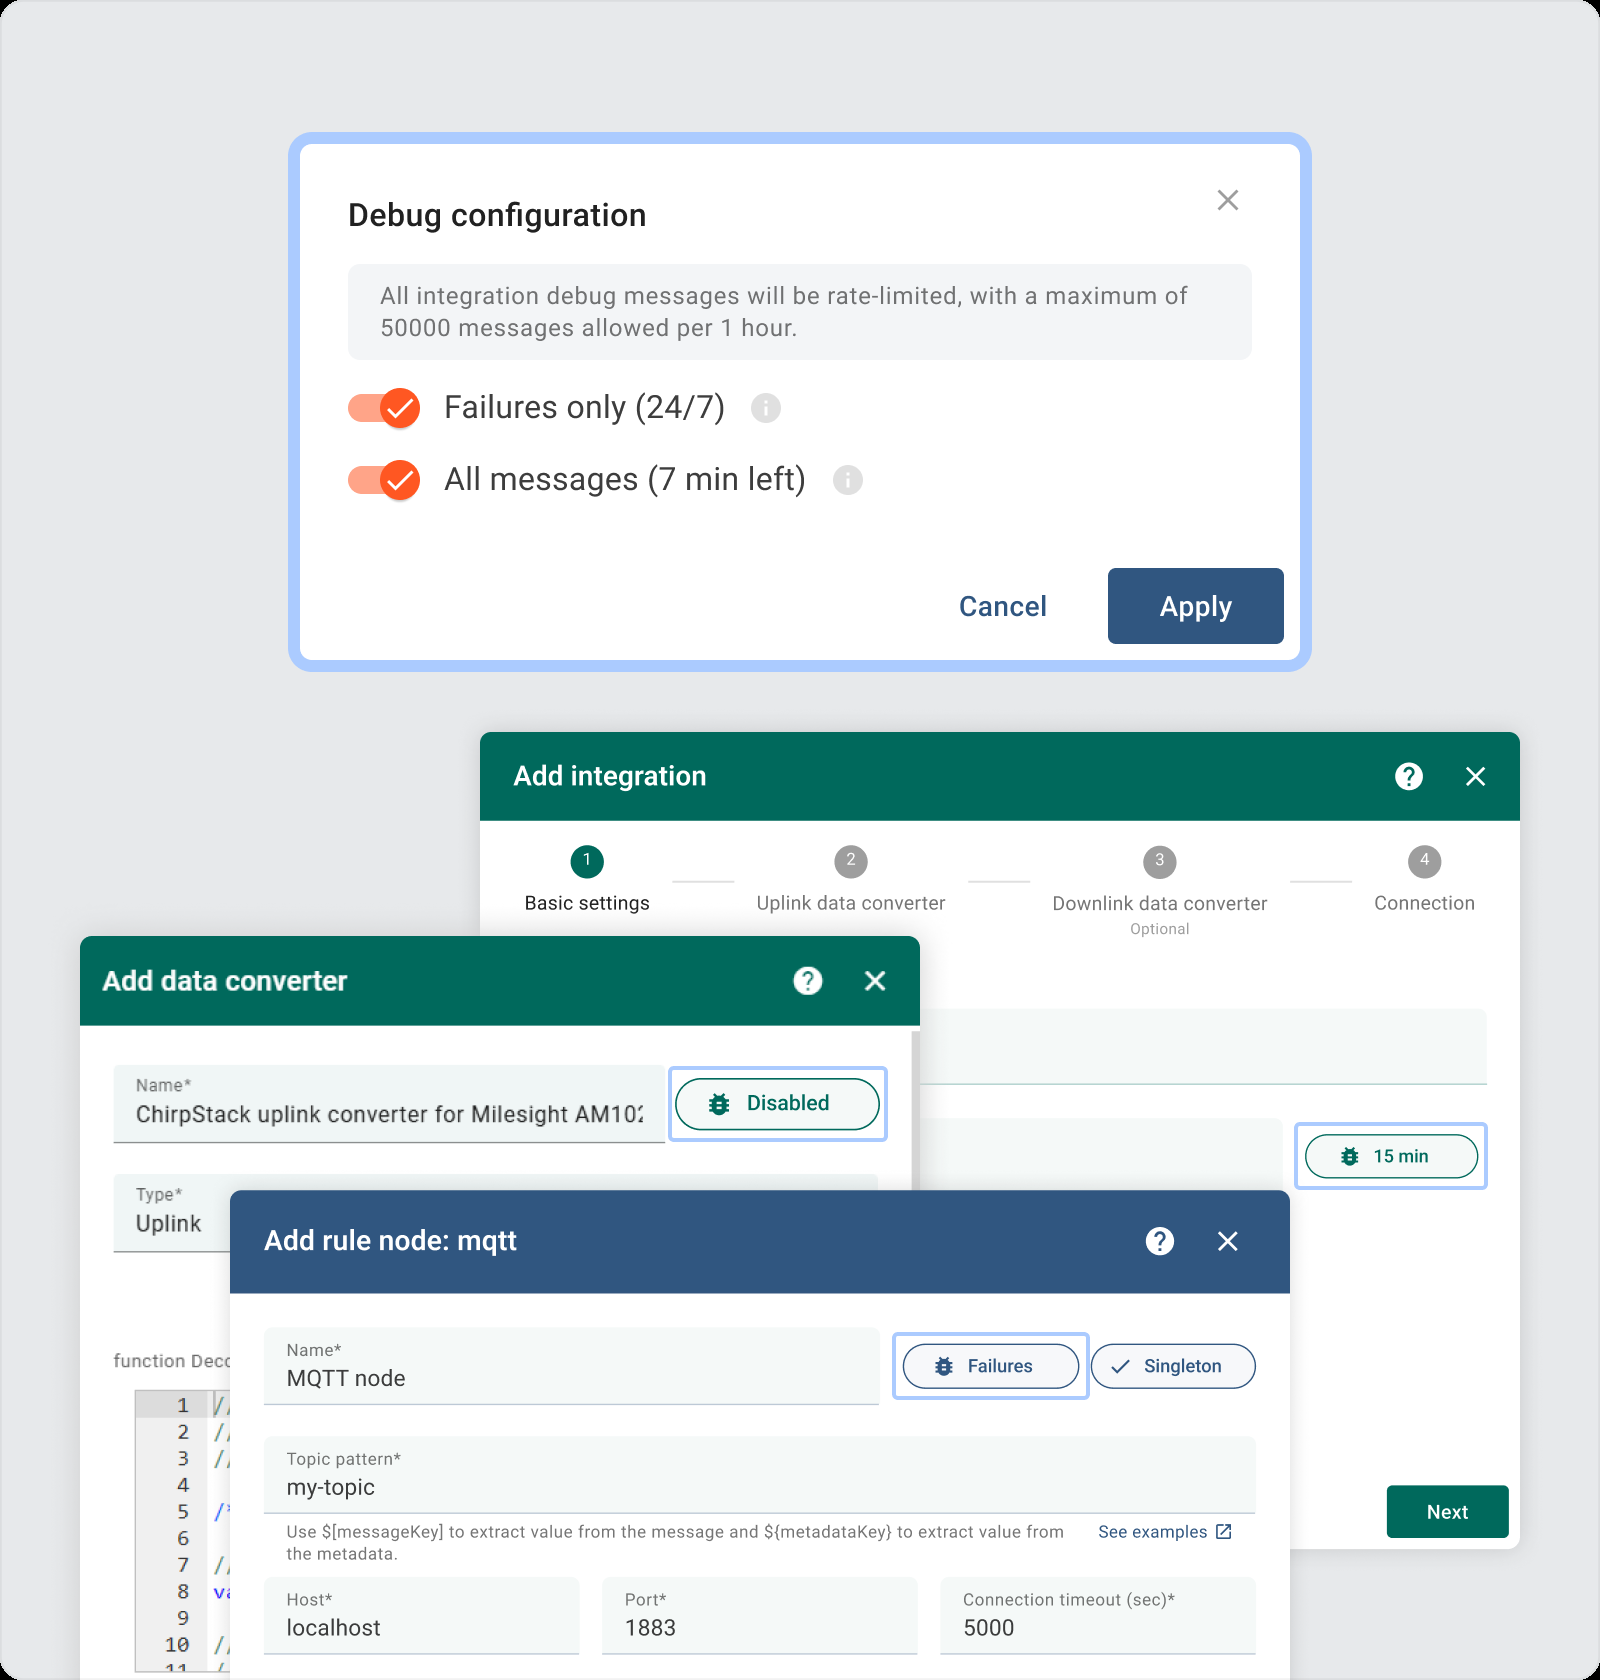 Debug configuration
All integration debug messages will be rate-limited, with a maximum of
50000 messages allowed per 1 hour.
Failures only (24/7)
All messages (7 min left)
Cancel
Apply
Add integration
1
2
3
4
Basic settings
Uplink data converter
Downlink data converter
Connection
Optional
Add data converter
Name*
ChirpStack uplink converter for Milesight AM102
Disabled
15 min
Type*
Uplink
Add rule node: mqtt
Name*
MQTT node
Failures
Singleton
function Deco
1 //
2 //
3 //
4
5 /*
6
7 //
8 va
9
10 //
11 /
Topic pattern*
my-topic
Use $[messageKey] to extract value from the message and ${metadataKey} to extract value from
the metadata.
See examples
Next
Host*
localhost
Port*
1883
Connection timeout (sec)*
5000